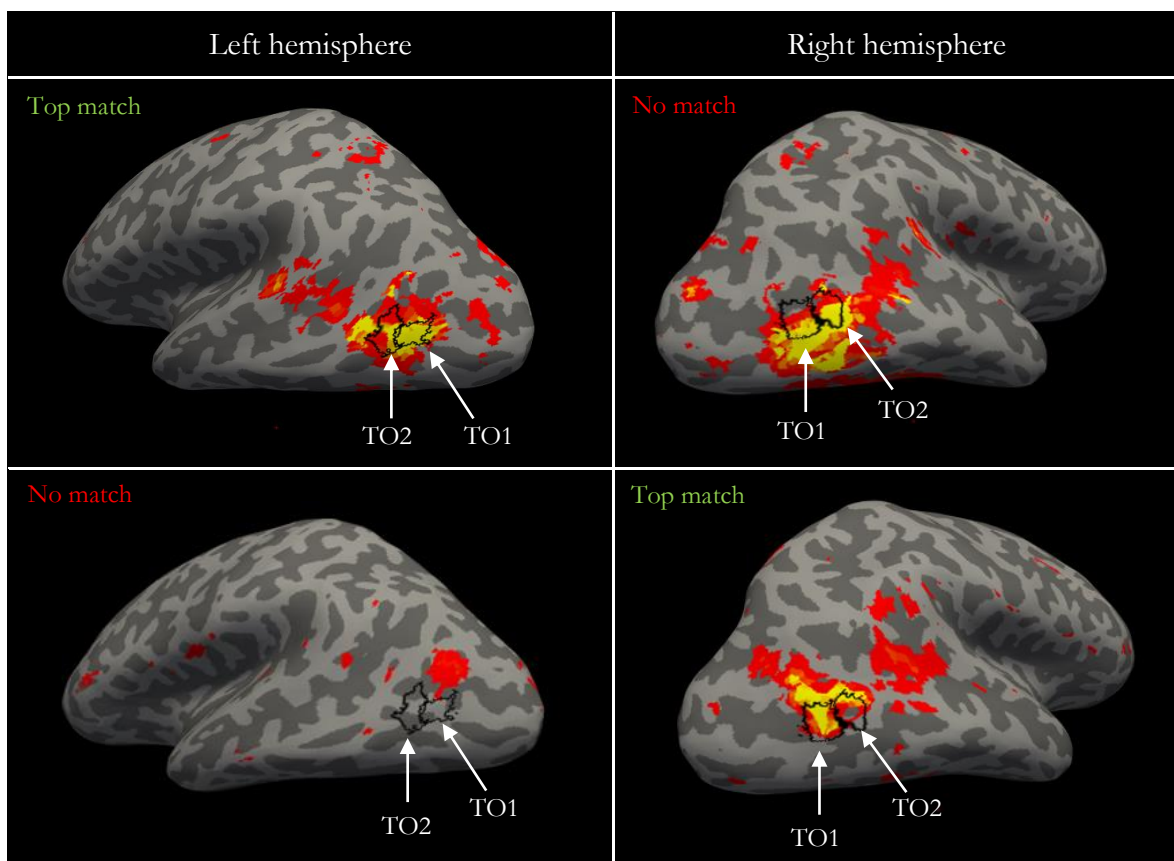 Left hemisphere
Right hemisphere
Top match
No match
TO2
TO1
TO1
TO2
No match
Top match
TO2
TO1
TO1
TO2